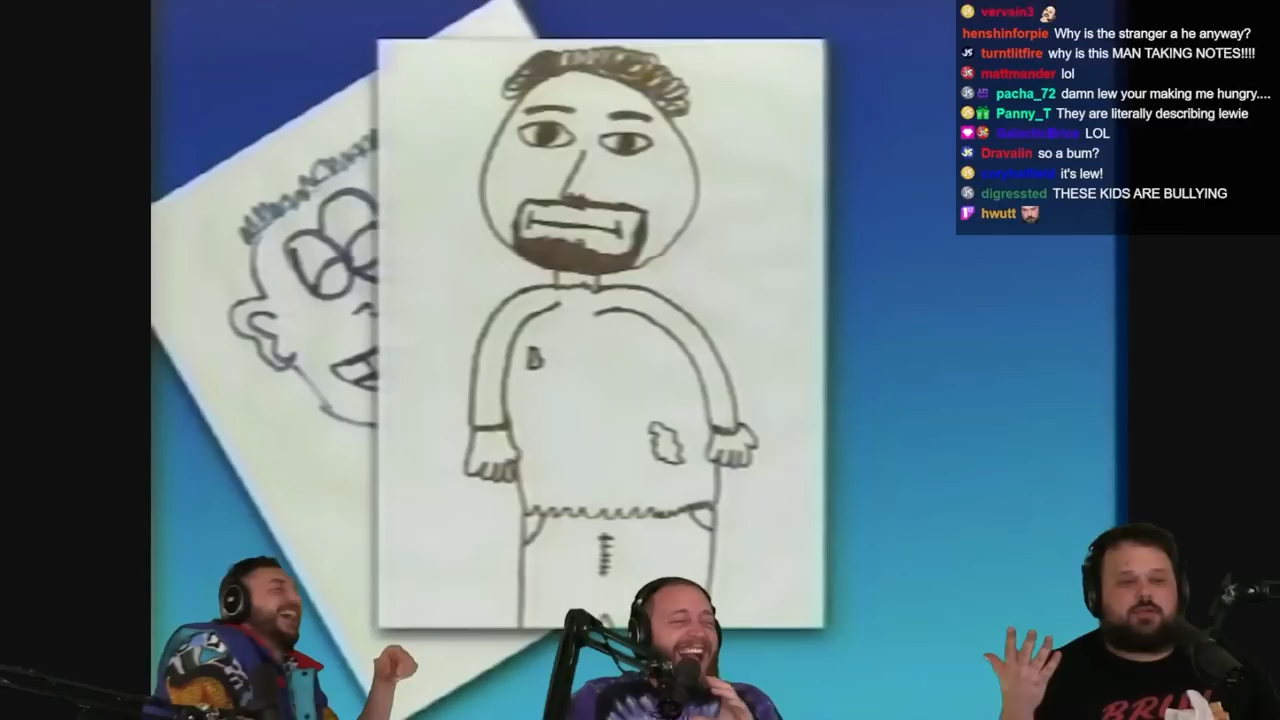 vervain3
henshinforpie Why is the stranger a he anyway?
turntlitfire why is this MAN TAKING NOTES!!!!
mattmander lol
pacha_72 damn lew your making me hungry....
Panny_T They are literally describing lewie
LOL
Dravalin so a bum?
it's lew!
digressted THESE KIDS ARE BULLYING
hwutt